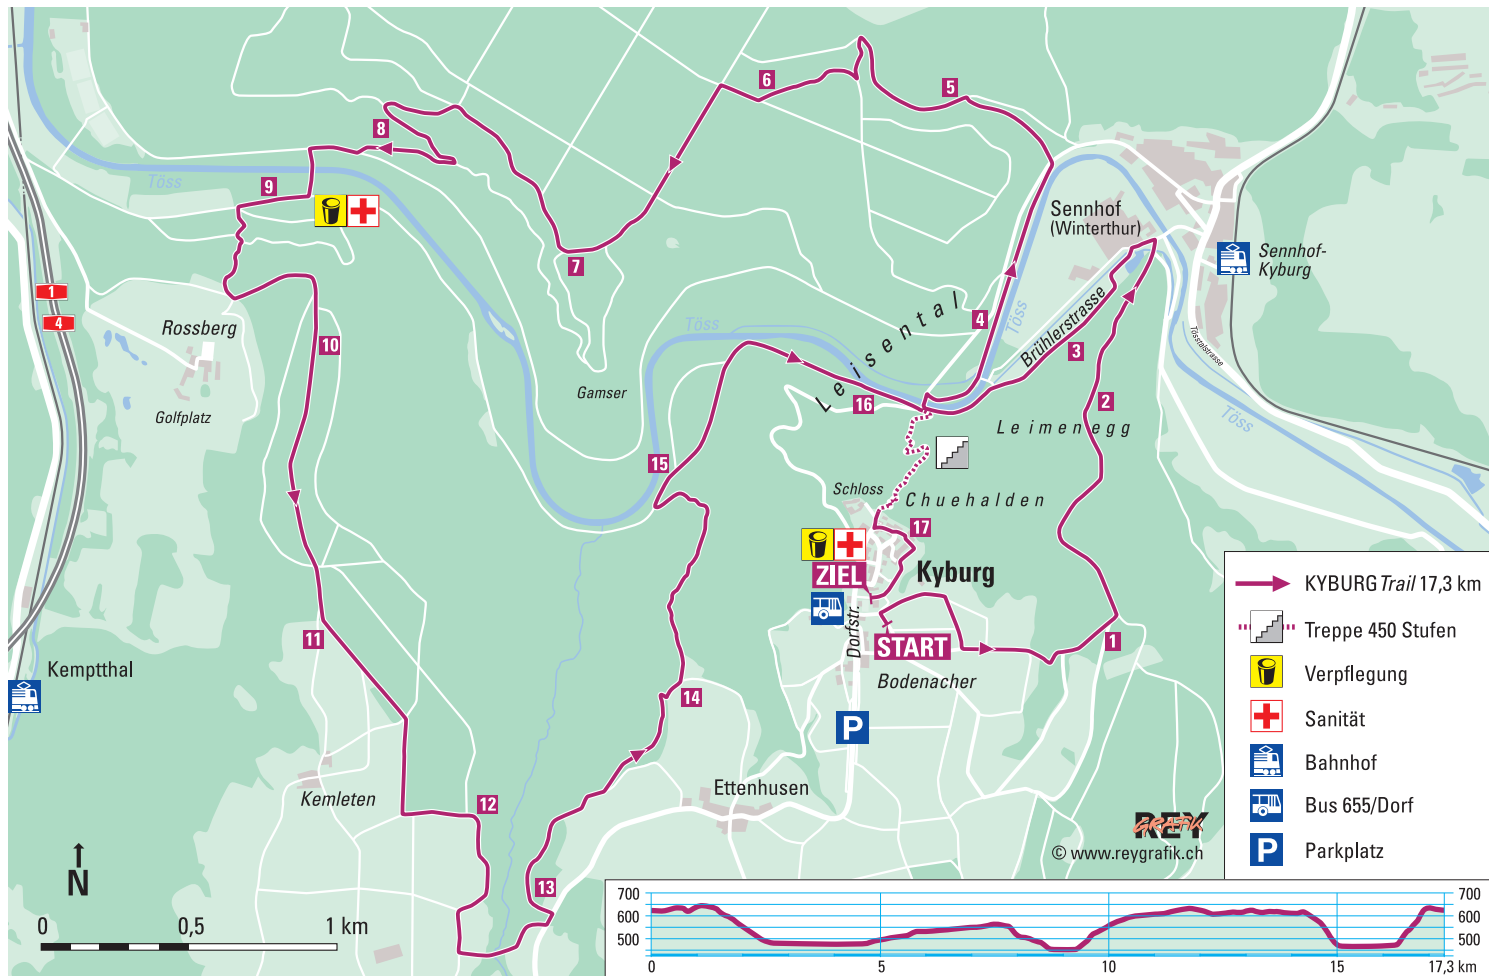 6
5
8
Töss
9
7
Sennhof
(Winterthur)
Sennhof-
Kyburg
1
4
Rossberg
10
Golfplatz
Gamser
Töss
Leisental
4
Töss
Brühlerstrasse
3
Tösstalstrasse
2
16
Leimenegg
Töss
15
Schloss
Chuehalden
17
ZIEL
Kyburg
Dorfstr.
START
1
Bodenacher
11
Kemptthal
14
P
Ettenhusen
Kemleten
12
13
N
0
0,5
1 km
KYBURG Trail 17,3 km
Treppe 450 Stufen
Verpflegung
Sanität
Bahnhof
Bus 655/Dorf
P Parkplatz
REY
GRAFIK
© www.reygrafik.ch
700 700
600 600
500 500
0 5 10 15 17,3 km